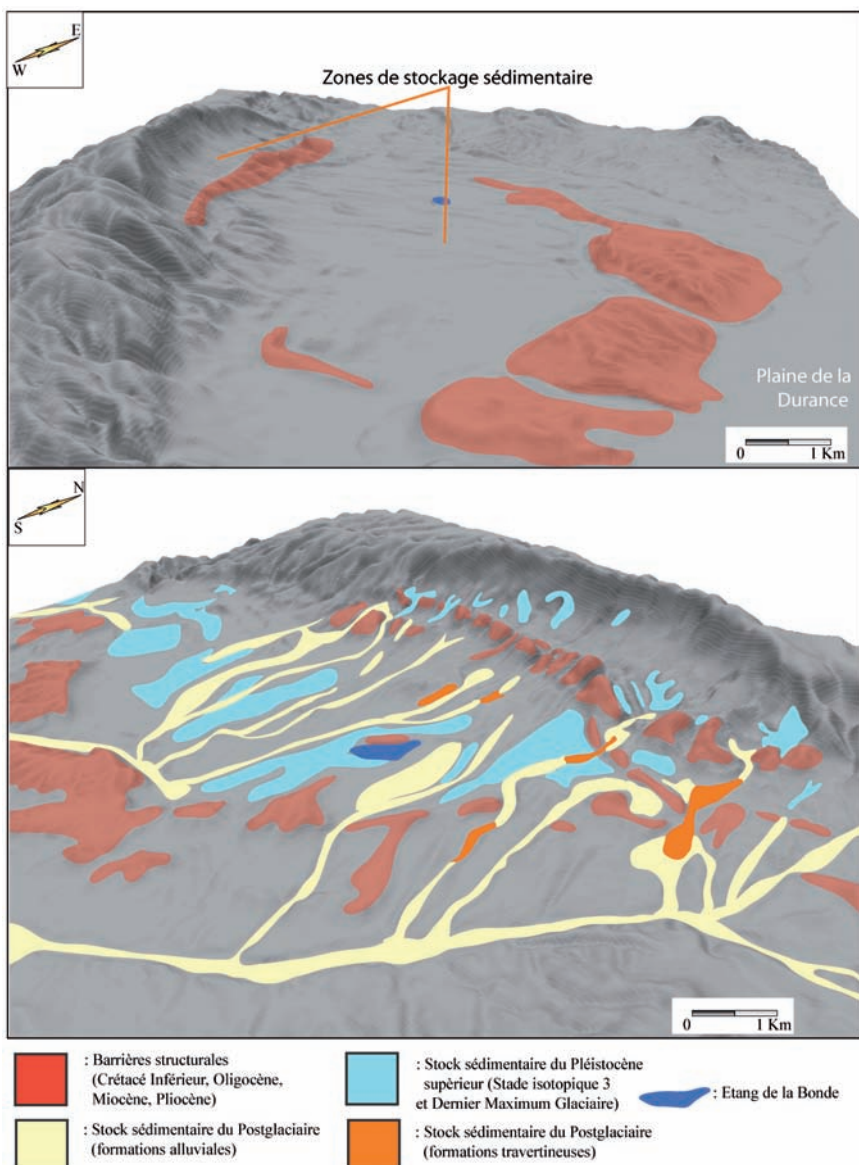 E
W
Zones de stockage sédimentaire
Plaine de la
Durance
0 1 Km
N
S
0 1 Km
: Barrières structurales
(Crétacé Inférieur, Oligocène,
Miocène, Pliocène)
: Stock sédimentaire du Pléistocène
supérieur (Stade isotopique 3
et Dernier Maximum Glaciaire)
: Etang de la Bonde
: Stock sédimentaire du Postglaciaire
(formations alluviales)
: Stock sédimentaire du Postglaciaire
(formations travertineuses)